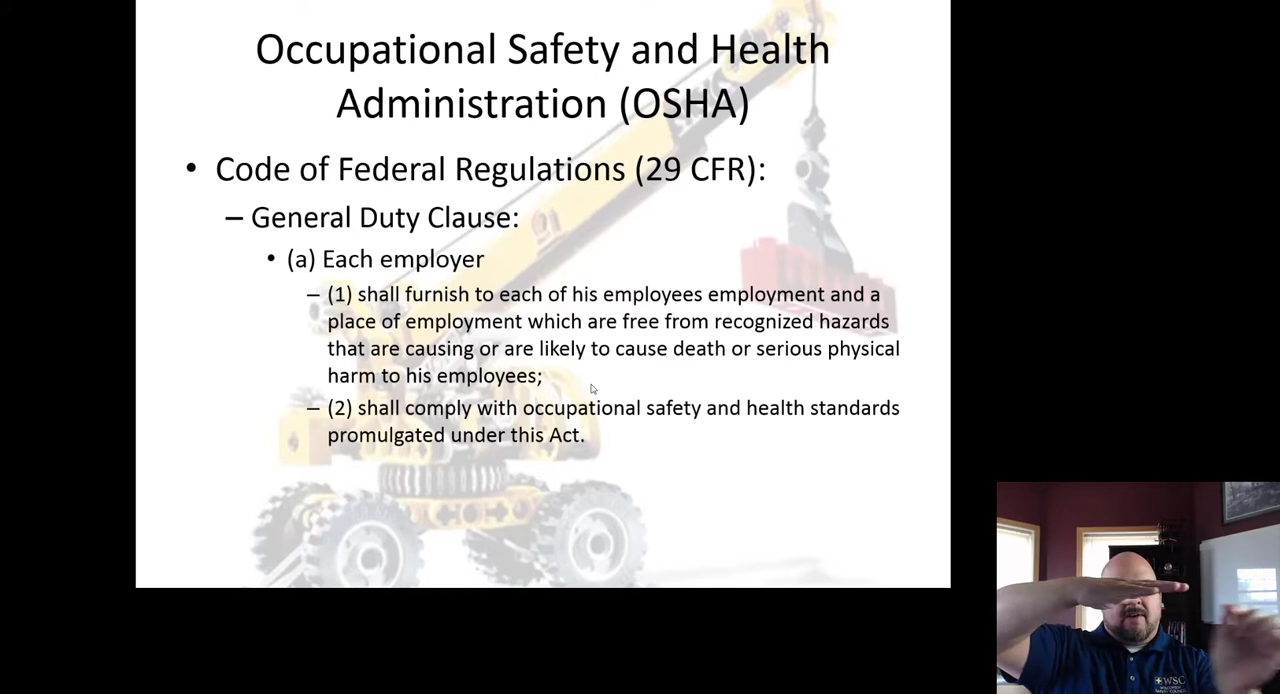 Occupational Safety and Health
Administration (OSHA)
• Code of Federal Regulations (29 CFR):
– General Duty Clause:
• (a) Each employer
– (1) shall furnish to each of his employees employment and a
place of employment which are free from recognized hazards
that are causing or are likely to cause death or serious physical
harm to his employees;
– (2) shall comply with occupational safety and health standards
promulgated under this Act.
WSC